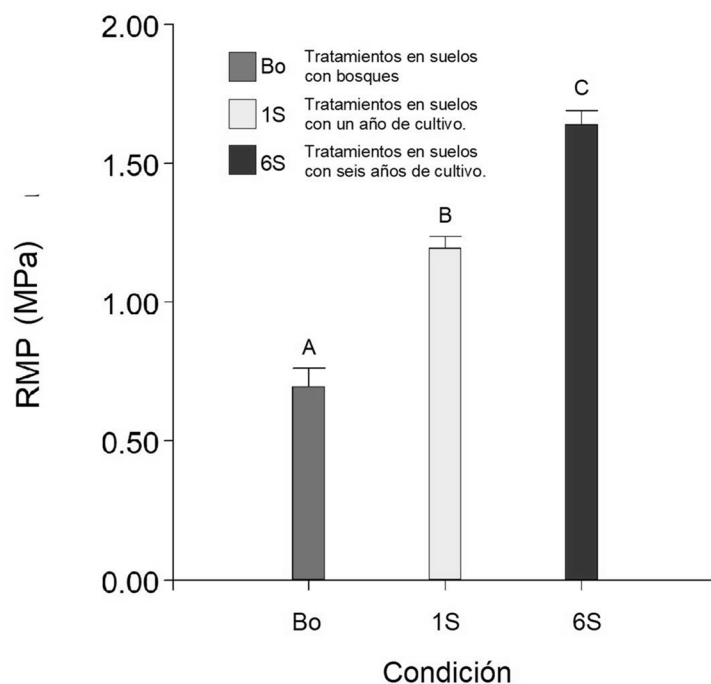 2.00
1.50
1.00
0.50
0.00
RMP (MPa)
Bo Tratamientos en suelos
con bosques
1S Tratamientos en suelos
con un año de cultivo.
6S Tratamientos en suelos
con seis años de cultivo.
A
B
C
Bo 1S 6S
Condición